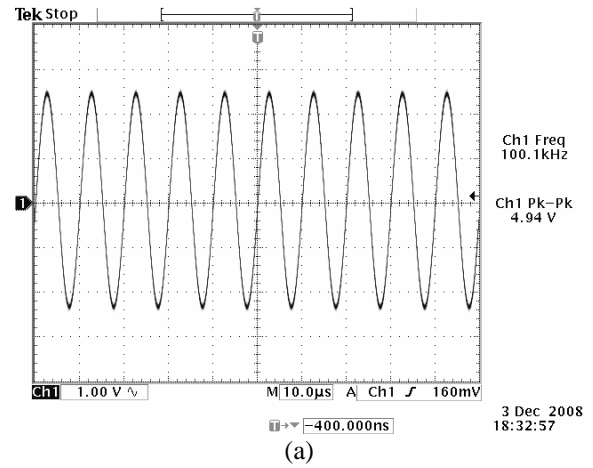 Tek Stop
T
T
Ch1 Freq
100.1kHz
1
Ch1 Pk-Pk
4.94 V
Ch1 1.00 V ∿ M 10.0µs A Ch1 ƒ 160mV
3 Dec 2008
T→▼ -400.000ns 18:32:57
(a)